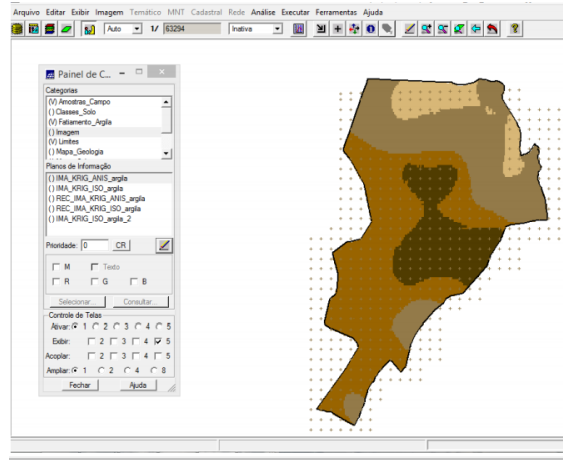 Arquivo Editar Exibir Imagem Temático MNT Cadastral Rede Análise Executar Ferramentas Ajuda
Auto 1/ 63294 Inativa
Painel de C...
Categorias
(V) Amostras_Campo
() Classes_Solo
(V) Fatiamento_Argila
() Imagem
(V) Limites
() Mapa_Geologia
Planos de Informação
() IMA_KRIG_ANIS_argila
() IMA_KRIG_ISO_argila
() REC_IMA_KRIG_ANIS_argila
() REC_IMA_KRIG_ISO_argila
() IMA_KRIG_ISO_argila_2
Prioridade: 0 CR
M Texto
R G B
Selecionar... Consultar...
Controle de Telas
Ativar: 1 2 3 4 5
Exibir: 2 3 4 5
Acoplar: 2 3 4 5
Ampliar: 1 2 4 8
Fechar Ajuda